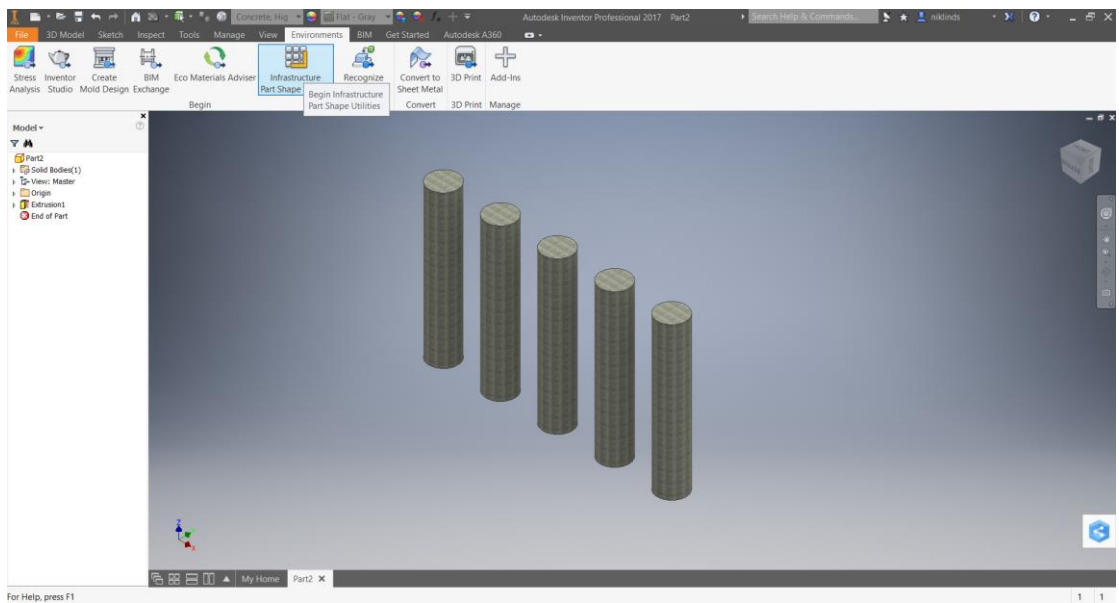 Concrete, Hig
Flat - Gray
Autodesk Inventor Professional 2017 Part2
Search Help & Commands...
niklinds
File 3D Model Sketch Inspect Tools Manage View Environments BIM Get Started Autodesk A360
Stress Inventor Create BIM Eco Materials Adviser Infrastructure Recognize Convert to 3D Print Add-Ins
Analysis Studio Mold Design Exchange Part Shape Sheet Metal
Begin Infrastructure
Part Shape Utilities
Begin Convert 3D Print Manage
Model
Part2
Solid Bodies(1)
View: Master
Origin
Extrusion1
End of Part
Z
X
My Home Part2
For Help, press F1 1 1